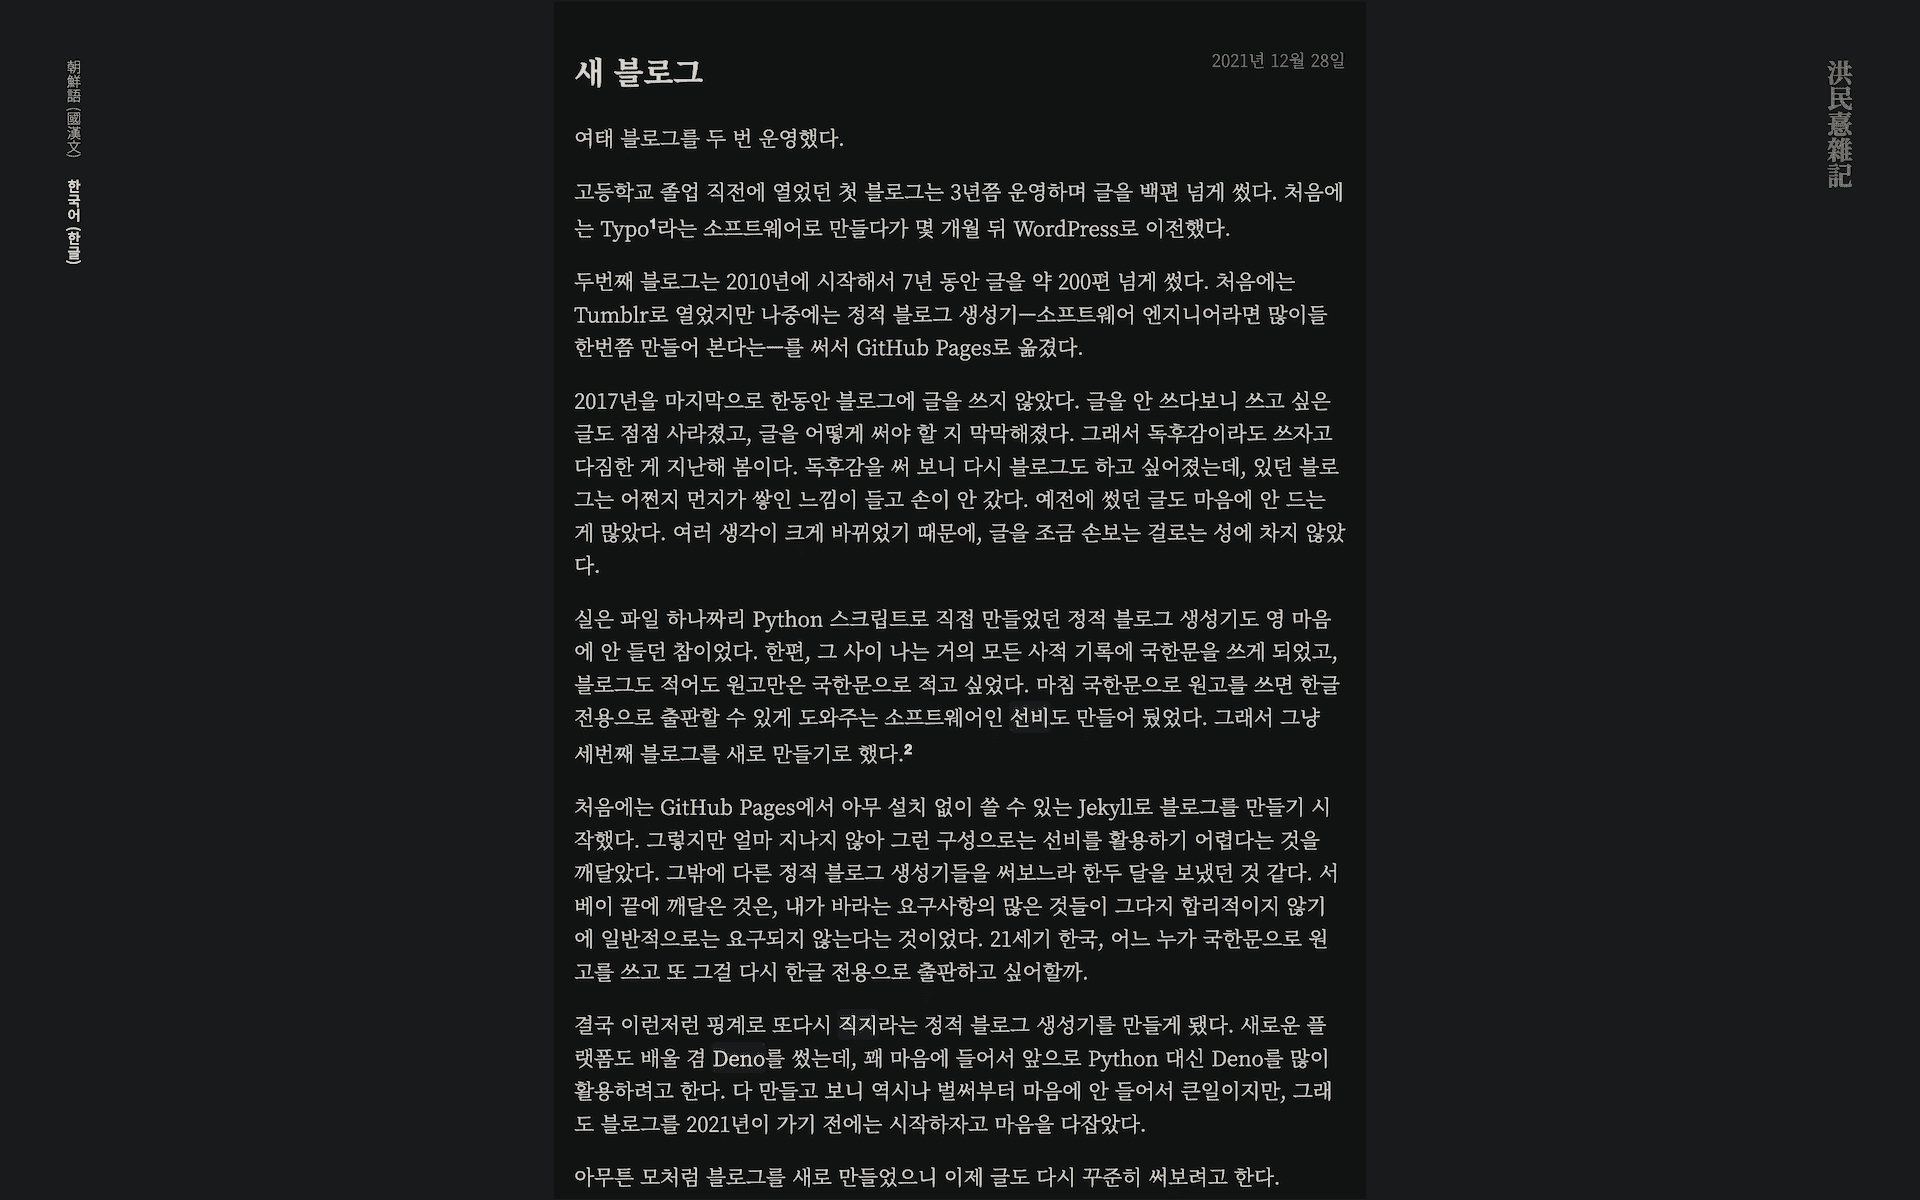 朝鮮語 (國漢文)
한국어 (한글)
洪民憙雜記
새 블로그
2021년 12월 28일
여태 블로그를 두 번 운영했다.
고등학교 졸업 직전에 열었던 첫 블로그는 3년쯤 운영하며 글을 백편 넘게 썼다. 처음에
는 Typo¹라는 소프트웨어로 만들다가 몇 개월 뒤 WordPress로 이전했다.
두번째 블로그는 2010년에 시작해서 7년 동안 글을 약 200편 넘게 썼다. 처음에는
Tumblr로 열었지만 나중에는 정적 블로그 생성기—소프트웨어 엔지니어라면 많이들
한번쯤 만들어 본다는—를 써서 GitHub Pages로 옮겼다.
2017년을 마지막으로 한동안 블로그에 글을 쓰지 않았다. 글을 안 쓰다보니 쓰고 싶은
글도 점점 사라졌고, 글을 어떻게 써야 할 지 막막해졌다. 그래서 독후감이라도 쓰자고
다짐한 게 지난해 봄이다. 독후감을 써 보니 다시 블로그도 하고 싶어졌는데, 있던 블로
그는 어쩐지 먼지가 쌓인 느낌이 들고 손이 안 갔다. 예전에 썼던 글도 마음에 안 드는
게 많았다. 여러 생각이 크게 바뀌었기 때문에, 글을 조금 손보는 걸로는 성에 차지 않았
다.
실은 파일 하나짜리 Python 스크립트로 직접 만들었던 정적 블로그 생성기도 영 마음
에 안 들던 참이었다. 한편, 그 사이 나는 거의 모든 사적 기록에 국한문을 쓰게 되었고,
블로그도 적어도 원고만은 국한문으로 적고 싶었다. 마침 국한문으로 원고를 쓰면 한글
전용으로 출판할 수 있게 도와주는 소프트웨어인 선비도 만들어 뒀었다. 그래서 그냥
세번째 블로그를 새로 만들기로 했다.²
처음에는 GitHub Pages에서 아무 설치 없이 쓸 수 있는 Jekyll로 블로그를 만들기 시
작했다. 그렇지만 얼마 지나지 않아 그런 구성으로는 선비를 활용하기 어렵다는 것을
깨달았다. 그밖에 다른 정적 블로그 생성기들을 써보느라 한두 달을 보냈던 것 같다. 서
베이 끝에 깨달은 것은, 내가 바라는 요구사항의 많은 것들이 그다지 합리적이지 않기
에 일반적으로는 요구되지 않는다는 것이었다. 21세기 한국, 어느 누가 국한문으로 원
고를 쓰고 또 그걸 다시 한글 전용으로 출판하고 싶어할까.
결국 이런저런 핑계로 또다시 직지라는 정적 블로그 생성기를 만들게 됐다. 새로운 플
랫폼도 배울 겸 Deno를 썼는데, 꽤 마음에 들어서 앞으로 Python 대신 Deno를 많이
활용하려고 한다. 다 만들고 보니 역시나 벌써부터 마음에 안 들어서 큰일이지만, 그래
도 블로그를 2021년이 가기 전에는 시작하자고 마음을 다잡았다.
아무튼 모처럼 블로그를 새로 만들었으니 이제 글도 다시 꾸준히 써보려고 한다.